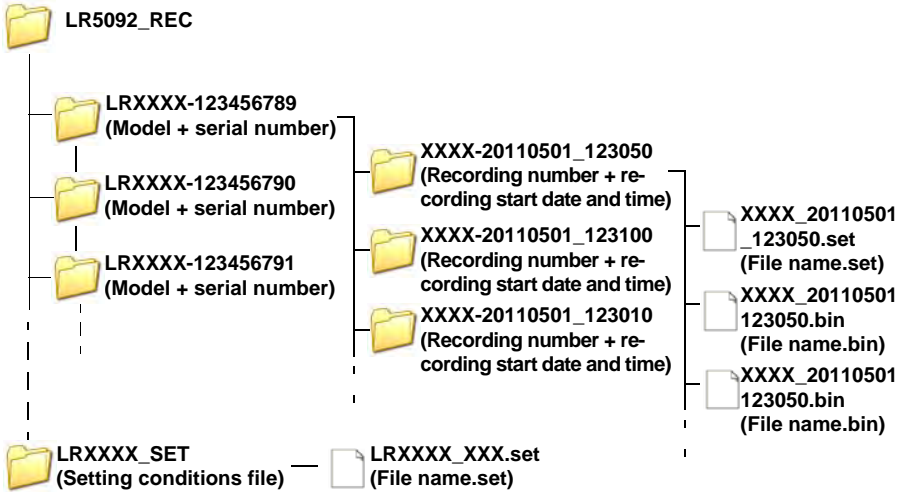 LR5092_REC
LRXXXX-123456789
(Model + serial number)
LRXXXX-123456790
(Model + serial number)
LRXXXX-123456791
(Model + serial number)
XXXX-20110501_123050
(Recording number + re-
cording start date and time)
XXXX-20110501_123100
(Recording number + re-
cording start date and time)
XXXX-20110501_123010
(Recording number + re-
cording start date and time)
XXXX_20110501
_123050.set
(File name.set)
XXXX_20110501
123050.bin
(File name.bin)
XXXX_20110501
123050.bin
(File name.bin)
LRXXXX_SET
(Setting conditions file)
LRXXXX_XXX.set
(File name.set)